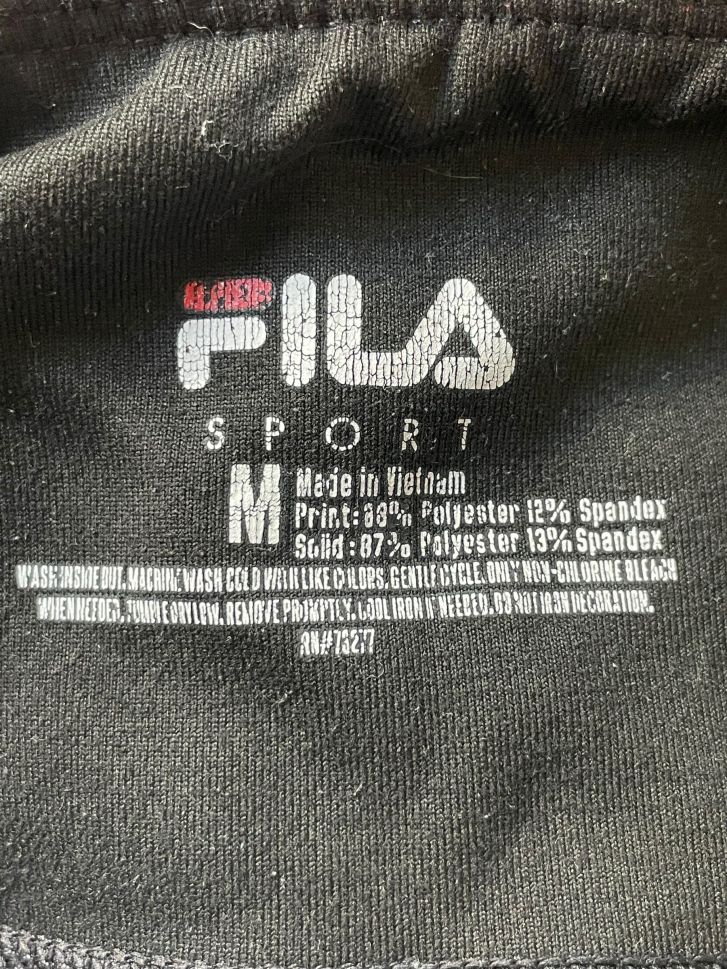 FILA
SPORT
M
Made in Vietnam
Print: 88% Polyester 12% Spandex
Solid: 87% Polyester 13% Spandex
WASH INSIDE OUT. MACHINE WASH COLD WITH LIKE COLORS. GENTLE CYCLE. ONLY NON-CHLORINE BLEACH
WHEN NEEDED. TUMBLE DRY LOW. REMOVE PROMPTLY. COOL IRON IF NEEDED. DO NOT IRON DECORATION.
RN#73277